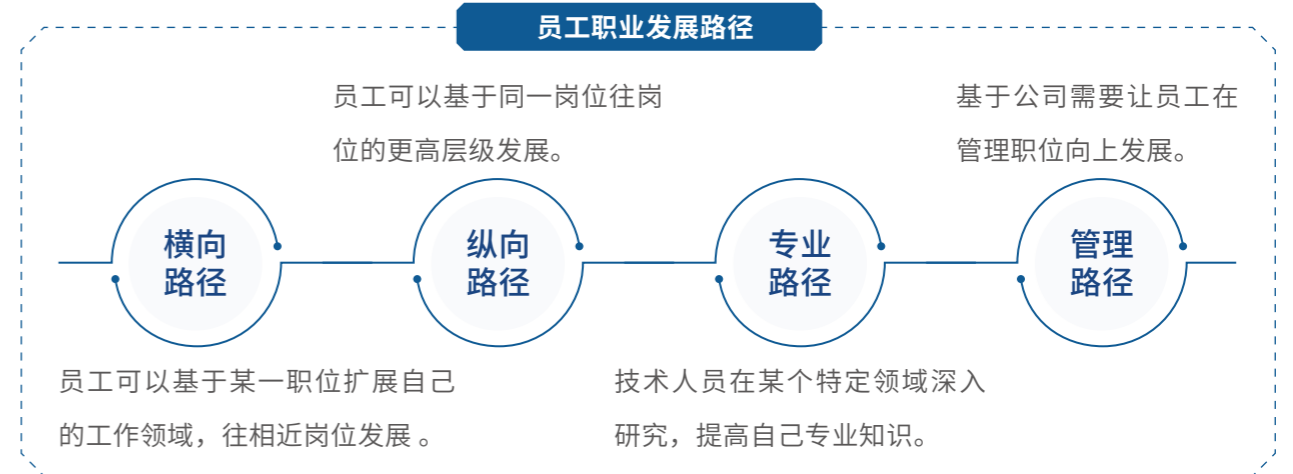 员工职业发展路径
员工可以基于同一岗位往岗
位的更高层级发展。
基于公司需要让员工在
管理职位向上发展。
横向
路径
纵向
路径
专业
路径
管理
路径
员工可以基于某一职位扩展自己
的工作领域，往相近岗位发展 。
技术人员在某个特定领域深入
研究，提高自己专业知识。